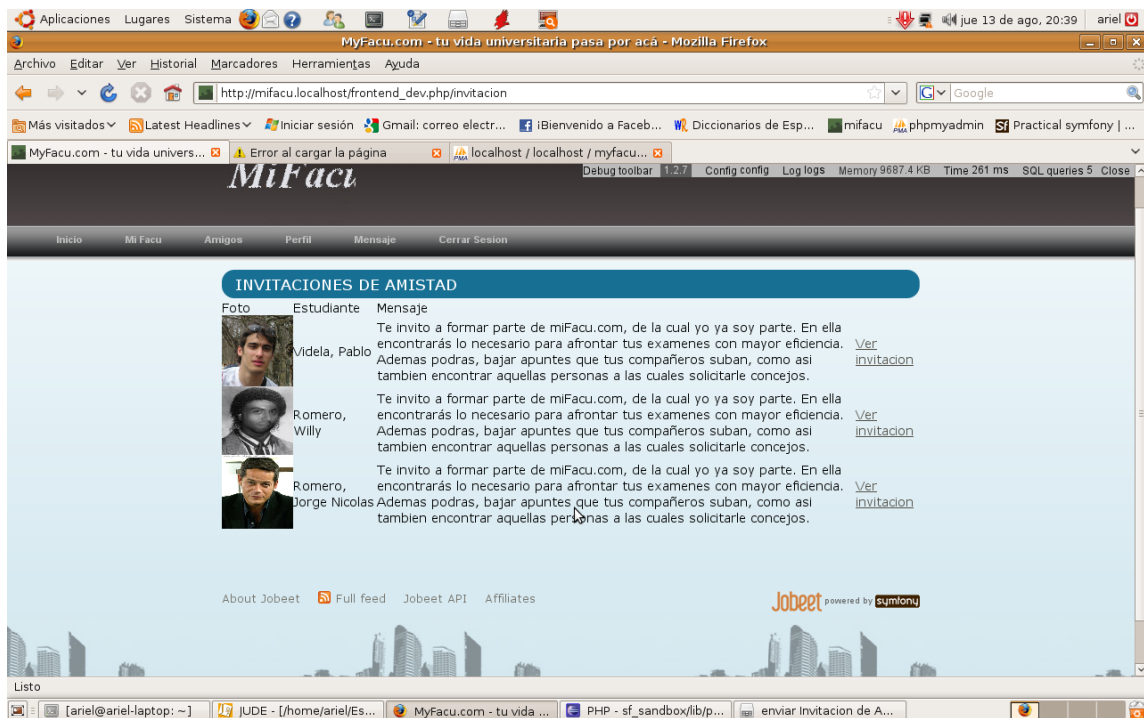 Aplicaciones Lugares Sistema jue 13 de ago, 20:39 ariel
MyFacu.com - tu vida universitaria pasa por acá - Mozilla Firefox
Archivo Editar Ver Historial Marcadores Herramientas Ayuda
http://mifacu.localhost/frontend_dev.php/invitacion Google
Más visitados Latest Headlines Iniciar sesión Gmail: correo electr... iBienvenido a Faceb... Diccionarios de Esp... mifacu phpmyadmin Practical symfony | ...
MyFacu.com - tu vida univers... Error al cargar la página localhost / localhost / myfacu...
MiFacu
Debug toolbar 1.2.7 Config config Log logs Memory 9687.4 KB Time 261 ms SQL queries 5 Close
Inicio Mi Facu Amigos Perfil Mensaje Cerrar Sesion
INVITACIONES DE AMISTAD
Foto Estudiante Mensaje
Videla, Pablo
Te invito a formar parte de miFacu.com, de la cual yo ya soy parte. En ella
encontrarás lo necesario para afrontar tus examenes con mayor eficiencia.
Ademas podras, bajar apuntes que tus compañeros suban, como asi
tambien encontrar aquellas personas a las cuales solicitarle concejos.
Ver
invitacion
Romero,
Willy
Te invito a formar parte de miFacu.com, de la cual yo ya soy parte. En ella
encontrarás lo necesario para afrontar tus examenes con mayor eficiencia.
Ademas podras, bajar apuntes que tus compañeros suban, como asi
tambien encontrar aquellas personas a las cuales solicitarle concejos.
Ver
invitacion
Romero,
Jorge Nicolas
Te invito a formar parte de miFacu.com, de la cual yo ya soy parte. En ella
encontrarás lo necesario para afrontar tus examenes con mayor eficiencia.
Ademas podras, bajar apuntes que tus compañeros suban, como asi
tambien encontrar aquellas personas a las cuales solicitarle concejos.
Ver
invitacion
About Jobeet Full feed Jobeet API Affiliates Jobeet powered by symfony
Listo
[ariel@ariel-laptop: ~] JUDE - [/home/ariel/Es... MyFacu.com - tu vida ... PHP - sf_sandbox/lib/p... enviar Invitacion de A...